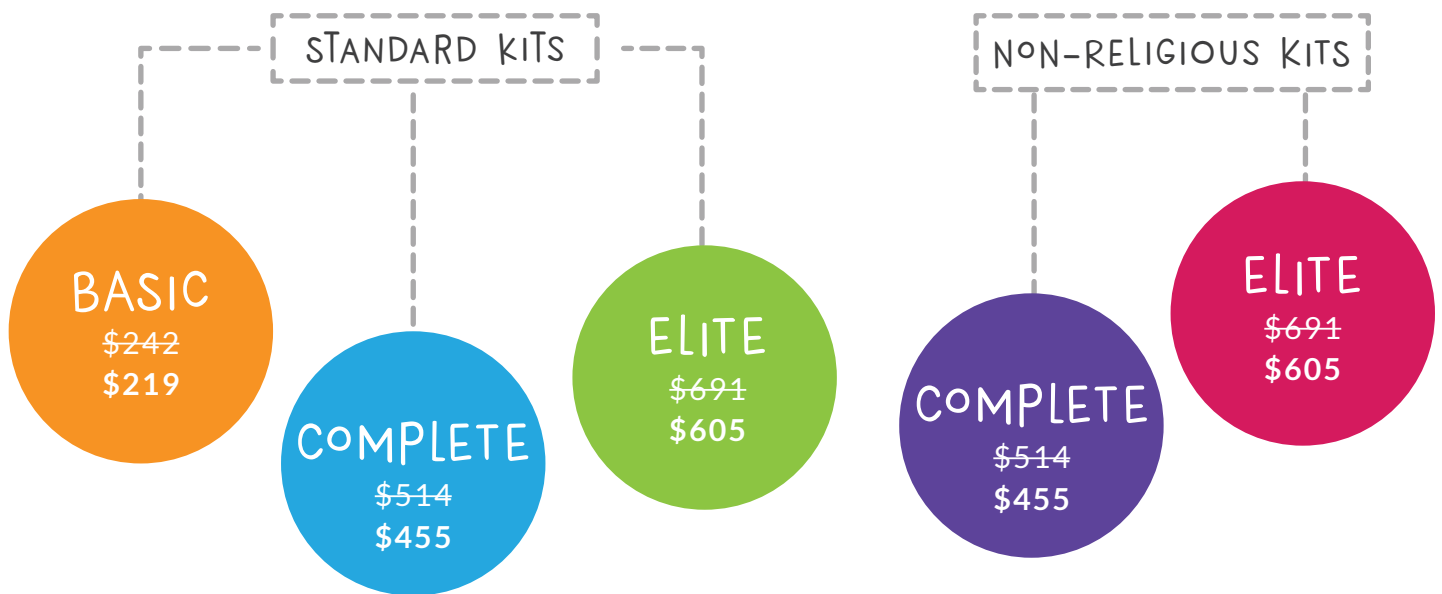 STANDARD KITS
BASIC
$242
$219
COMPLETE
$514
$455
ELITE
$691
$605
NON-RELIGIOUS KITS
COMPLETE
$514
$455
ELITE
$691
$605